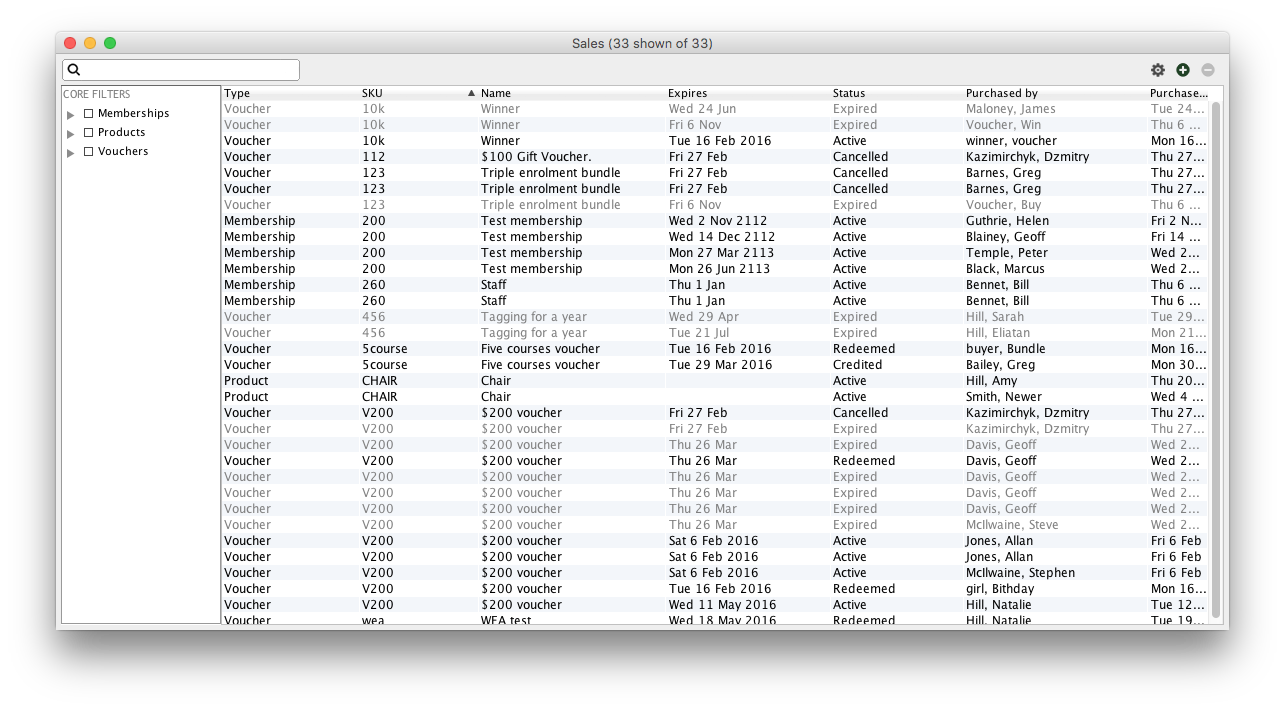 Sales (33 shown of 33)
CORE FILTERS
Memberships
Products
Vouchers
Type SKU Name Expires Status Purchased by Purchase...
Voucher 10k Winner Wed 24 Jun Expired Maloney, James Tue 24...
Voucher 10k Winner Fri 6 Nov Expired Voucher, Win Thu 6 ...
Voucher 10k Winner Tue 16 Feb 2016 Active winner, voucher Mon 16...
Voucher 112 $100 Gift Voucher. Fri 27 Feb Cancelled Kazimirchyk, Dzmitry Thu 27...
Voucher 123 Triple enrolment bundle Fri 27 Feb Cancelled Barnes, Greg Thu 27...
Voucher 123 Triple enrolment bundle Fri 27 Feb Cancelled Barnes, Greg Thu 27...
Voucher 123 Triple enrolment bundle Fri 6 Nov Expired Voucher, Buy Thu 6 ...
Membership 200 Test membership Wed 2 Nov 2112 Active Guthrie, Helen Fri 2 N...
Membership 200 Test membership Wed 14 Dec 2112 Active Blainey, Geoff Fri 14 ...
Membership 200 Test membership Mon 27 Mar 2113 Active Temple, Peter Wed 2...
Membership 200 Test membership Mon 26 Jun 2113 Active Black, Marcus Wed 2...
Membership 260 Staff Thu 1 Jan Active Bennet, Bill Thu 6 ...
Membership 260 Staff Thu 1 Jan Active Bennet, Bill Thu 6 ...
Voucher 456 Tagging for a year Wed 29 Apr Expired Hill, Sarah Tue 29...
Voucher 456 Tagging for a year Tue 21 Jul Expired Hill, Eliatan Mon 21...
Voucher 5course Five courses voucher Tue 16 Feb 2016 Redeemed buyer, Bundle Mon 16...
Voucher 5course Five courses voucher Tue 29 Mar 2016 Credited Bailey, Greg Mon 30...
Product CHAIR Chair Active Hill, Amy Thu 20...
Product CHAIR Chair Active Smith, Newer Wed 4 ...
Voucher V200 $200 voucher Fri 27 Feb Cancelled Kazimirchyk, Dzmitry Thu 27...
Voucher V200 $200 voucher Fri 27 Feb Expired Kazimirchyk, Dzmitry Thu 27...
Voucher V200 $200 voucher Thu 26 Mar Expired Davis, Geoff Wed 2...
Voucher V200 $200 voucher Thu 26 Mar Redeemed Davis, Geoff Wed 2...
Voucher V200 $200 voucher Thu 26 Mar Expired Davis, Geoff Wed 2...
Voucher V200 $200 voucher Thu 26 Mar Expired Davis, Geoff Wed 2...
Voucher V200 $200 voucher Thu 26 Mar Expired Davis, Geoff Wed 2...
Voucher V200 $200 voucher Thu 26 Mar Expired McIlwaine, Steve Wed 2...
Voucher V200 $200 voucher Sat 6 Feb 2016 Active Jones, Allan Fri 6 Feb
Voucher V200 $200 voucher Sat 6 Feb 2016 Active Jones, Allan Fri 6 Feb
Voucher V200 $200 voucher Sat 6 Feb 2016 Active McIlwaine, Stephen Fri 6 Feb
Voucher V200 $200 voucher Tue 16 Feb 2016 Redeemed girl, Bithday Mon 16...
Voucher V200 $200 voucher Wed 11 May 2016 Active Hill, Natalie Tue 12...
Voucher wea WEA test Wed 18 May 2016 Redeemed Hill, Natalie Tue 19...